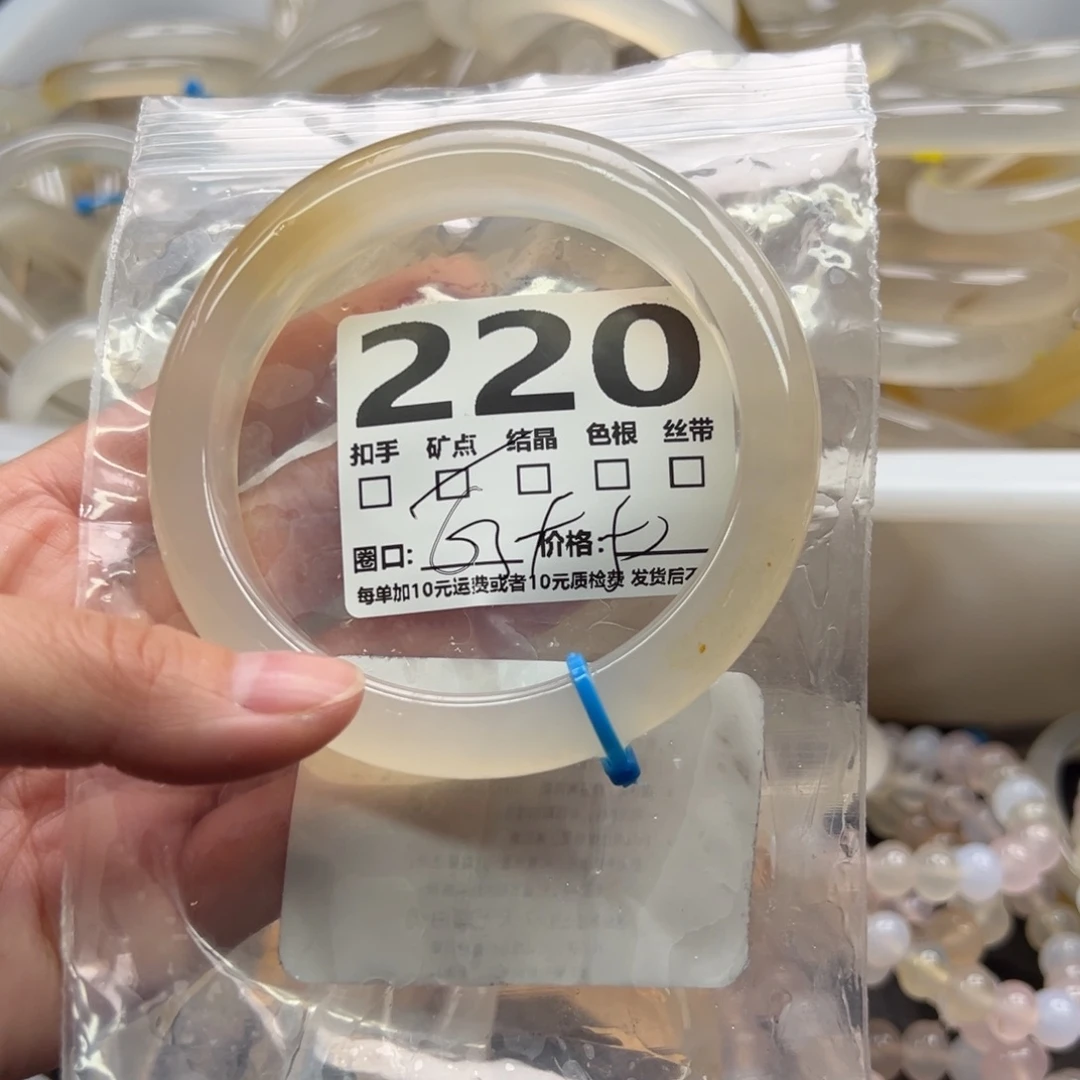 220
扣手 矿点 结晶 色根 丝带
圈口: 价格:
每单加10元运费或者10元质检费 发货后不